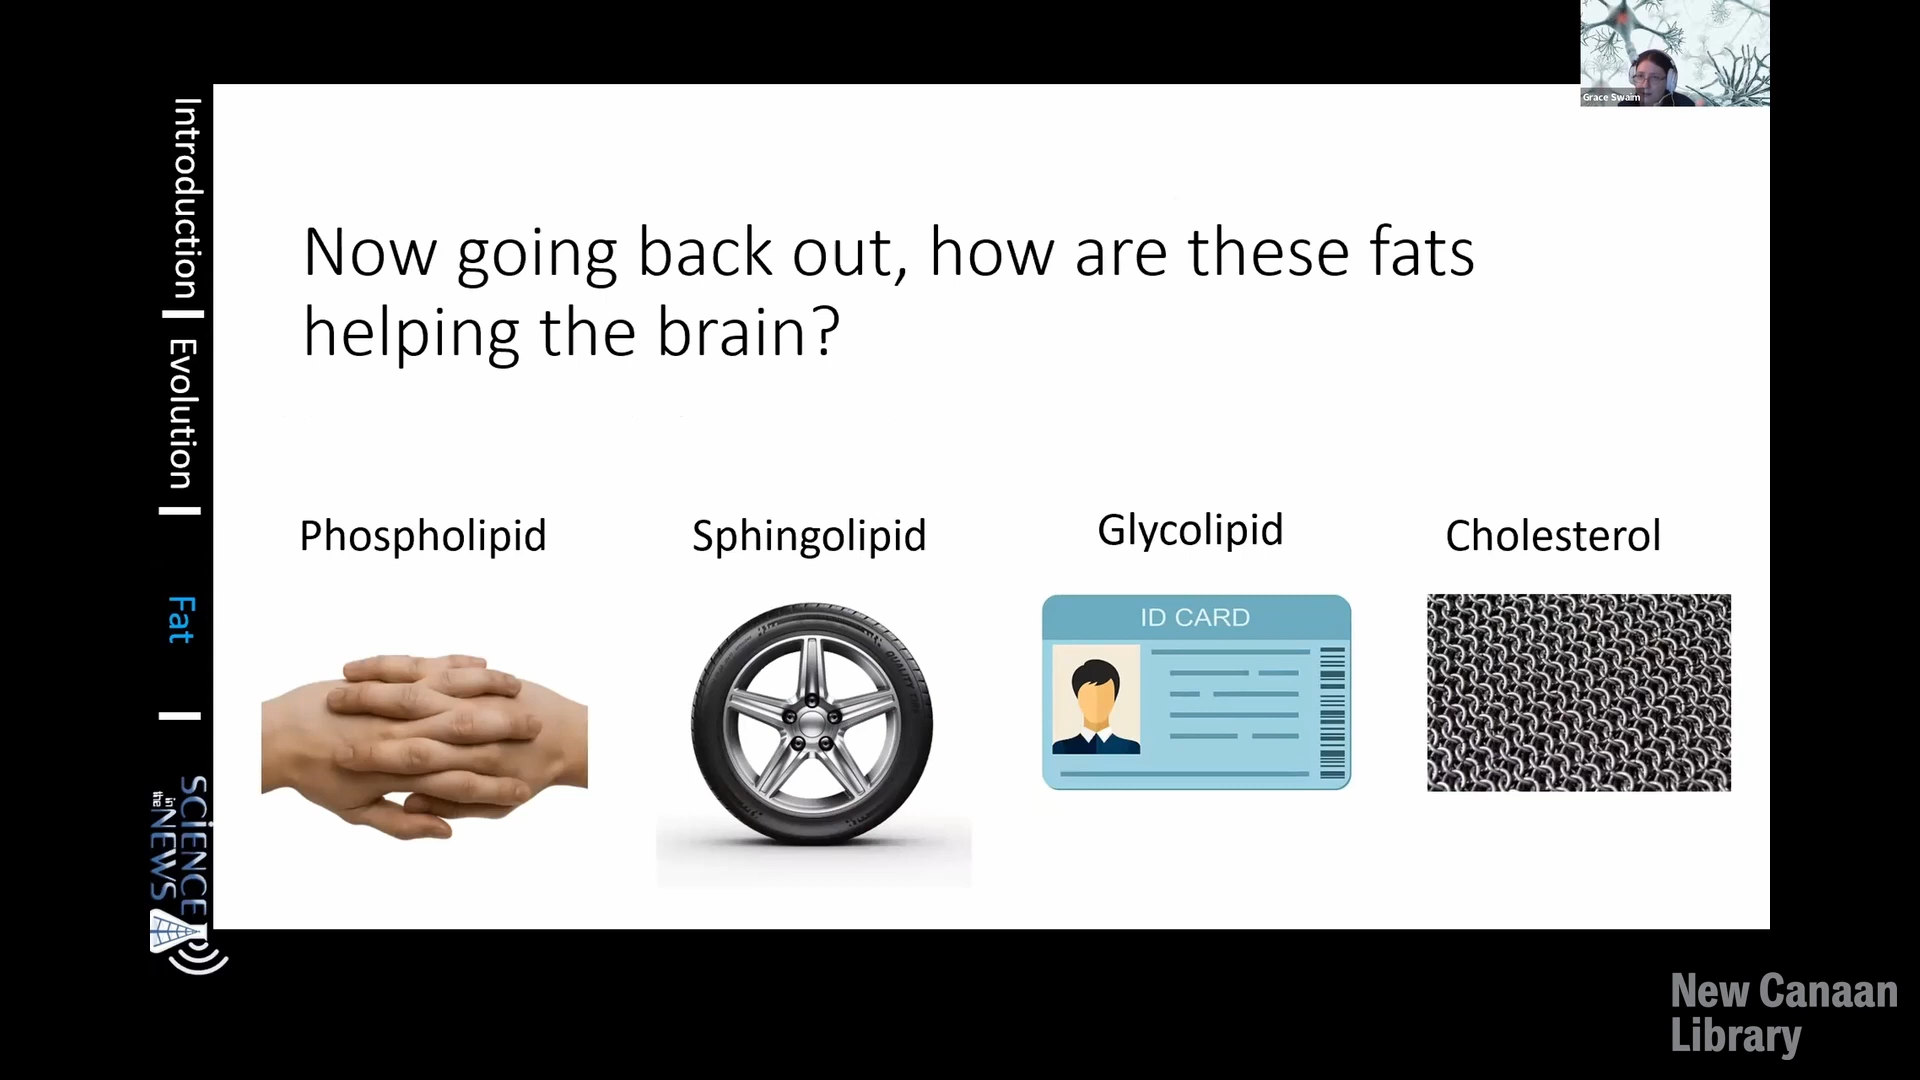 Grace Swaim
Introduction
Evolution
Fat
SCIENCE
in the NEWS
Now going back out, how are these fats
helping the brain?
Phospholipid
Sphingolipid
Glycolipid
Cholesterol
ID CARD
New Canaan
Library